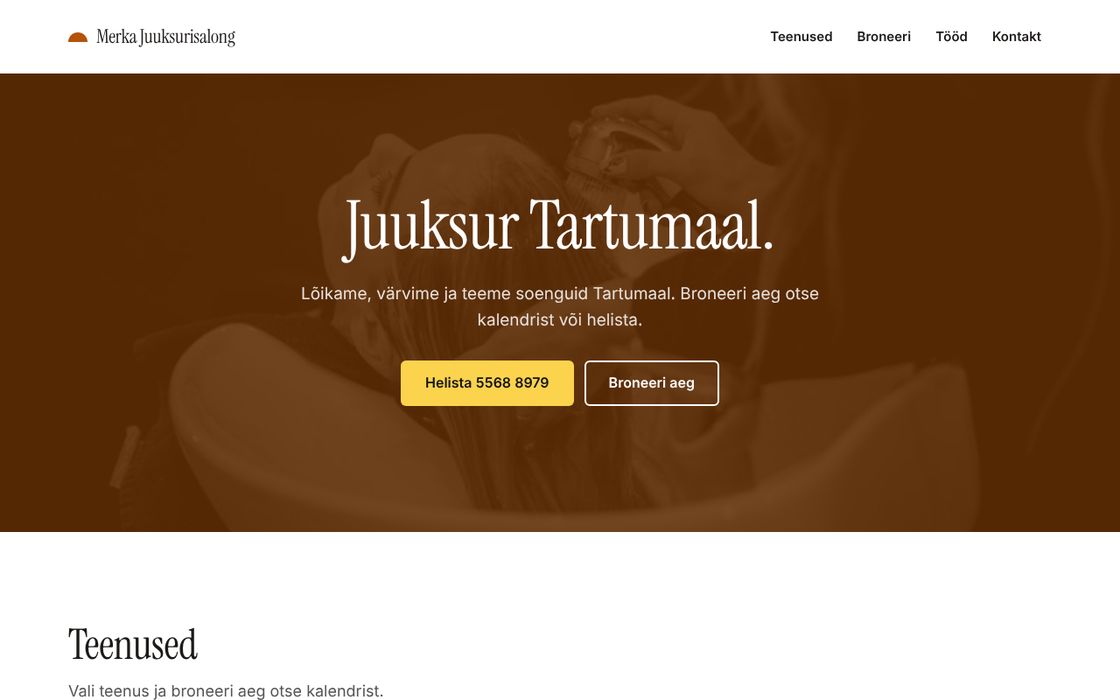 Merka Juuksurisalong
Teenused Broneeri Tööd Kontakt
Juuksur Tartumaal.
Lõikame, värvime ja teeme soenguid Tartumaal. Broneeri aeg otse
kalendrist või helista.
Helista 5568 8979 Broneeri aeg
Teenused
Vali teenus ja broneeri aeg otse kalendrist.